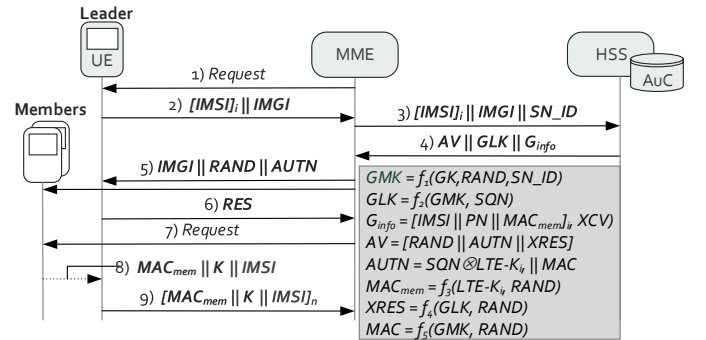 Leader
UE
MME
HSS
AuC
1) Request
2) [IMSI]i || IMGI
Members
3) [IMSI]i || IMGI || SN_ID
4) AV || GLK || Ginfo
5) IMGI || RAND || AUTN
6) RES
7) Request
8) MACmem || K || IMSI
9) [MACmem || K || IMSI]n
GMK = f1(GK,RAND,SN_ID)
GLK = f2(GMK, SQN)
Ginfo = [IMSI || PN || MACmem]i, XCV)
AV = [RAND || AUTN || XRES]
AUTN = SQN⊗LTE-Ki, || MAC
MACmem = f3(LTE-Ki, RAND)
XRES = f4(GLK, RAND)
MAC = f5(GMK, RAND)